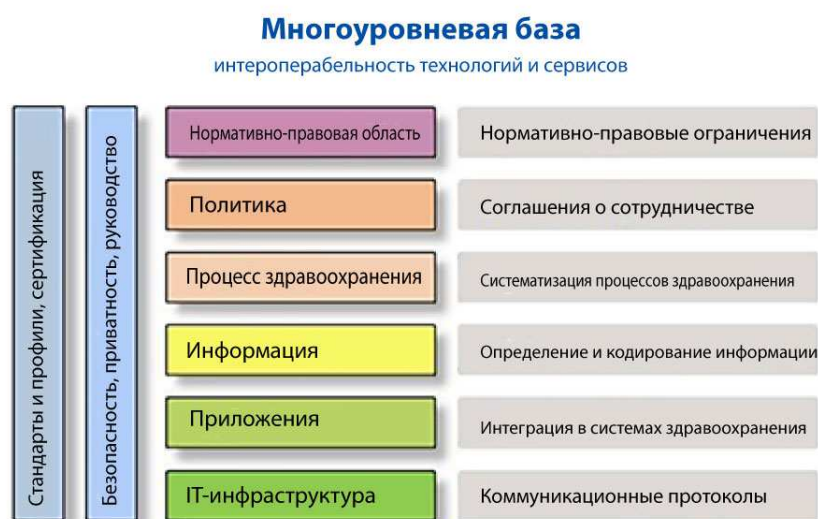 Многоуровневая база
интероперабельность технологий и сервисов
Стандарты и профили, сертификация
Безопасность, приватность, руководство
Нормативно-правовая область
Нормативно-правовые ограничения
Политика
Соглашения о сотрудничестве
Процесс здравоохранения
Систематизация процессов здравоохранения
Информация
Определение и кодирование информации
Приложения
Интеграция в системах здравоохранения
IT-инфраструктура
Коммуникационные протоколы